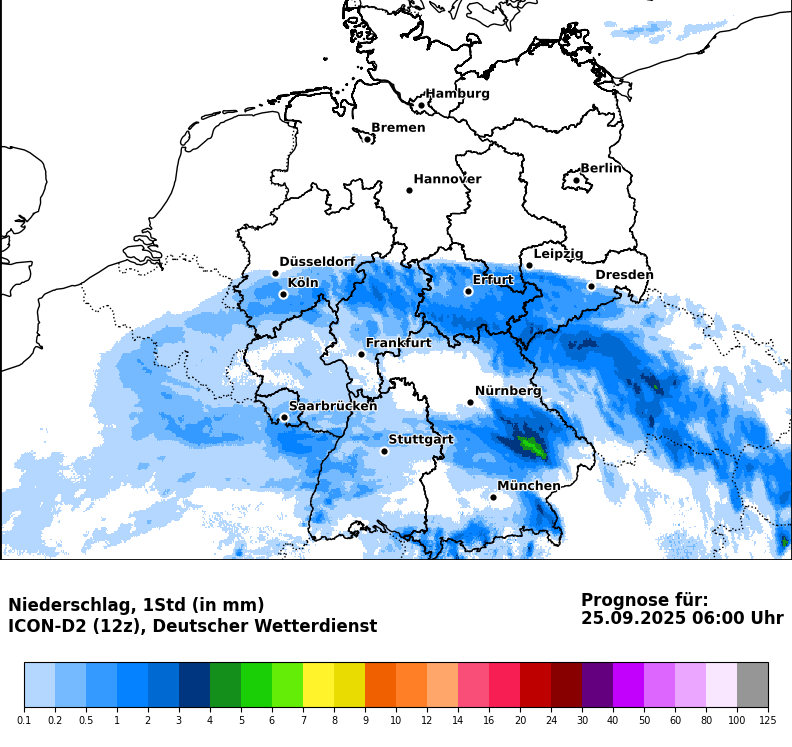 Hamburg
Bremen
Berlin
Hannover
Leipzig
Düsseldorf
Dresden
Köln
Erfurt
Frankfurt
Nürnberg
Saarbrücken
Stuttgart
München
Niederschlag, 1Std (in mm)
ICON-D2 (12z), Deutscher Wetterdienst
Prognose für:
25.09.2025 06:00 Uhr
0.1 0.2 0.5 1 2 3 4 5 6 7 8 9 10 12 14 16 20 24 30 40 50 60 80 100 125